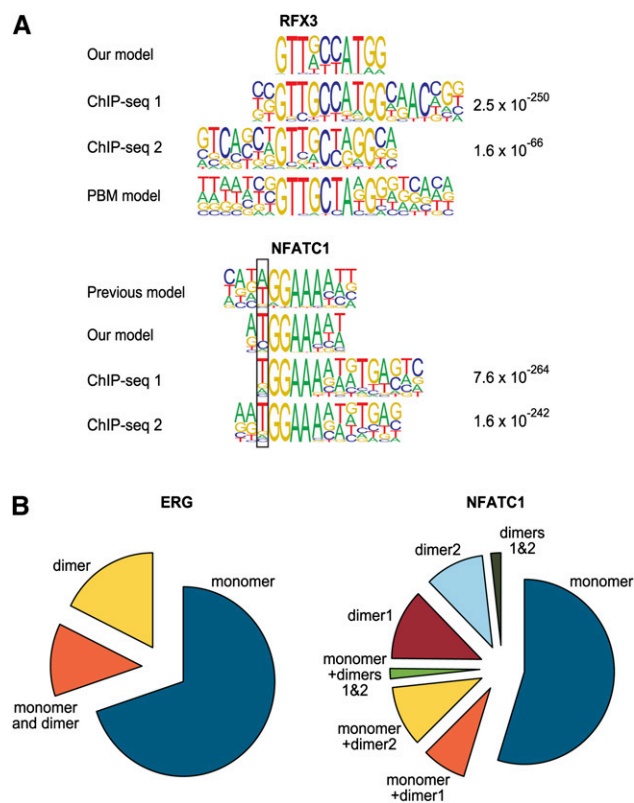 A
RFX3
Our model
GTTGCCATGG
ChIP-seq 1
2.5 x 10-250
ChIP-seq 2
1.6 x 10-66
PBM model
NFATC1
Previous model
Our model
ChIP-seq 1
7.6 x 10-264
ChIP-seq 2
1.6 x 10-242
B
ERG
NFATC1
dimer
monomer
monomer
and dimer
dimers
1&2
dimer2
monomer
dimer1
monomer
+dimers
1&2
monomer
+dimer2
monomer
+dimer1